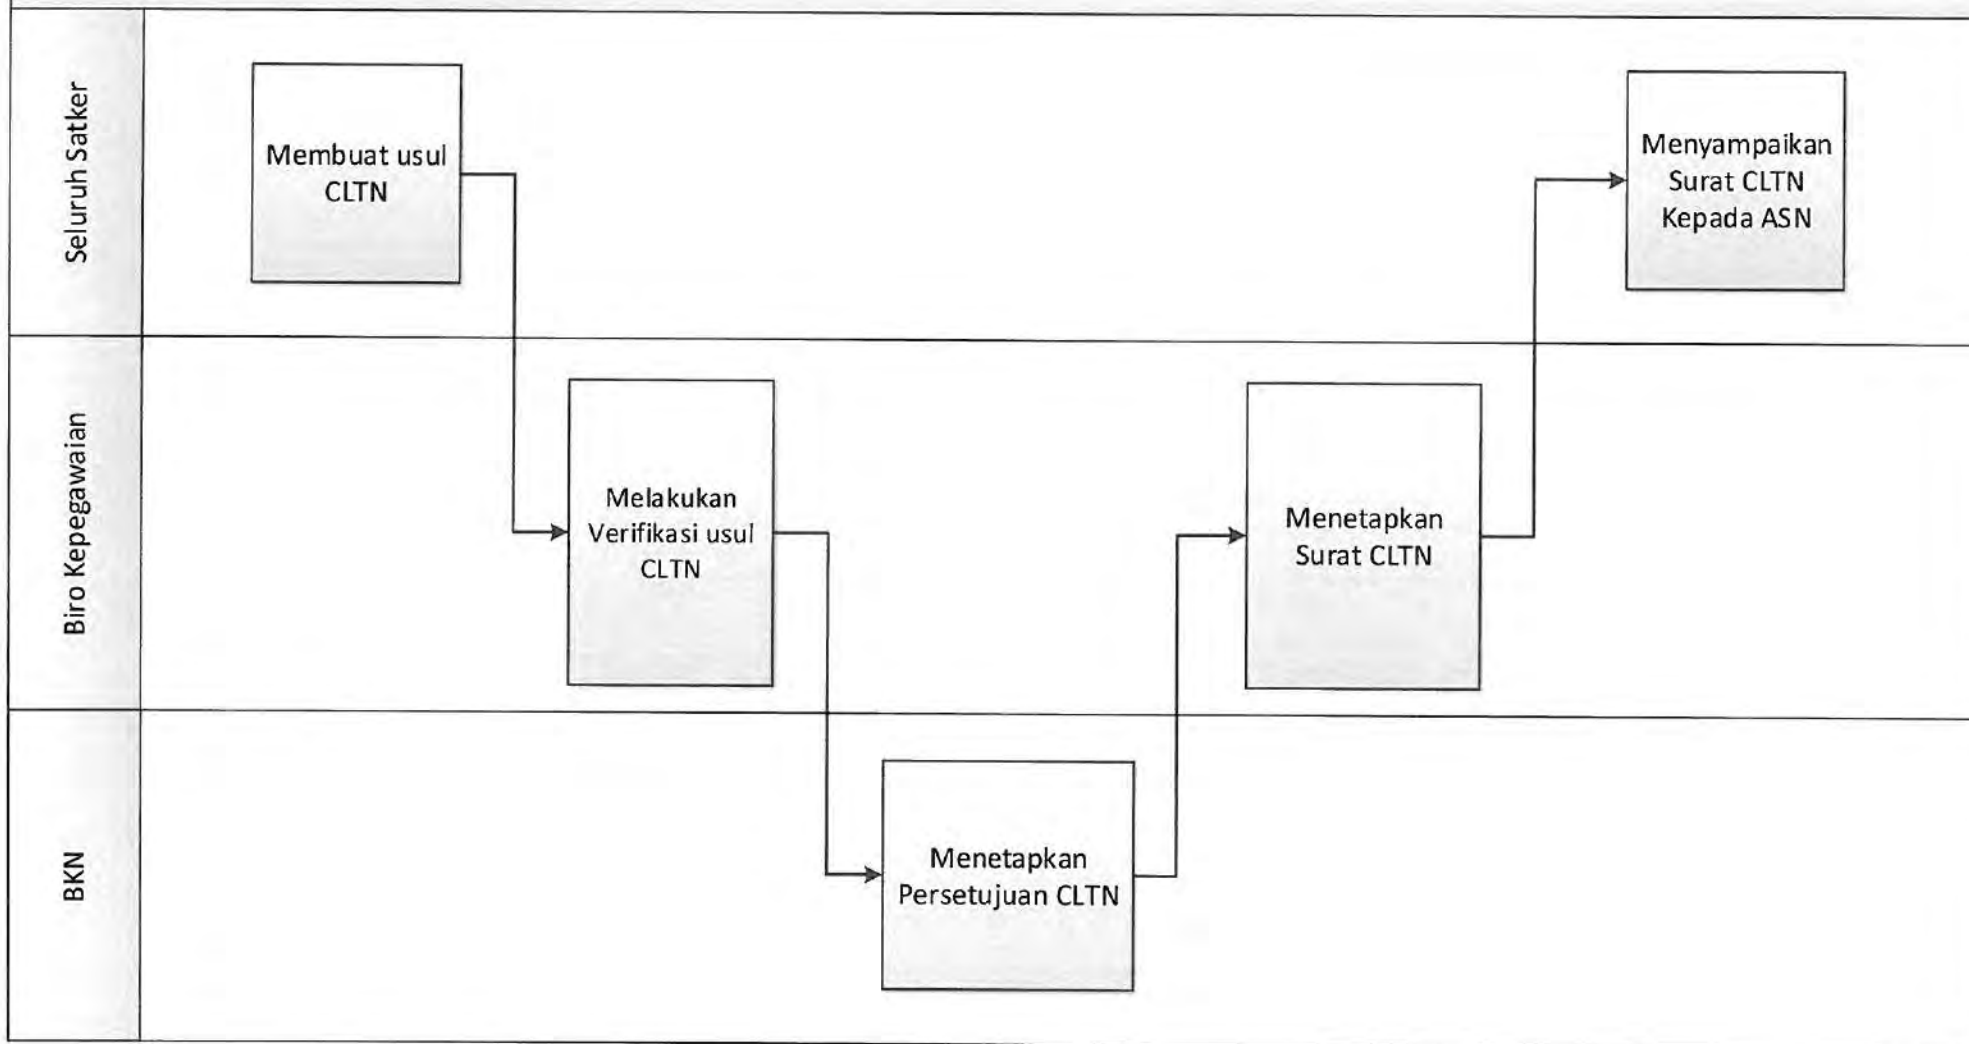 Seluruh Satker
Membuat usul
CLTN
Menyampaikan
Surat CLTN
Kepada ASN
Biro Kepegawaian
Melakukan
Verifikasi usul
CLTN
Menetapkan
Surat CLTN
BKN
Menetapkan
Persetujuan CLTN